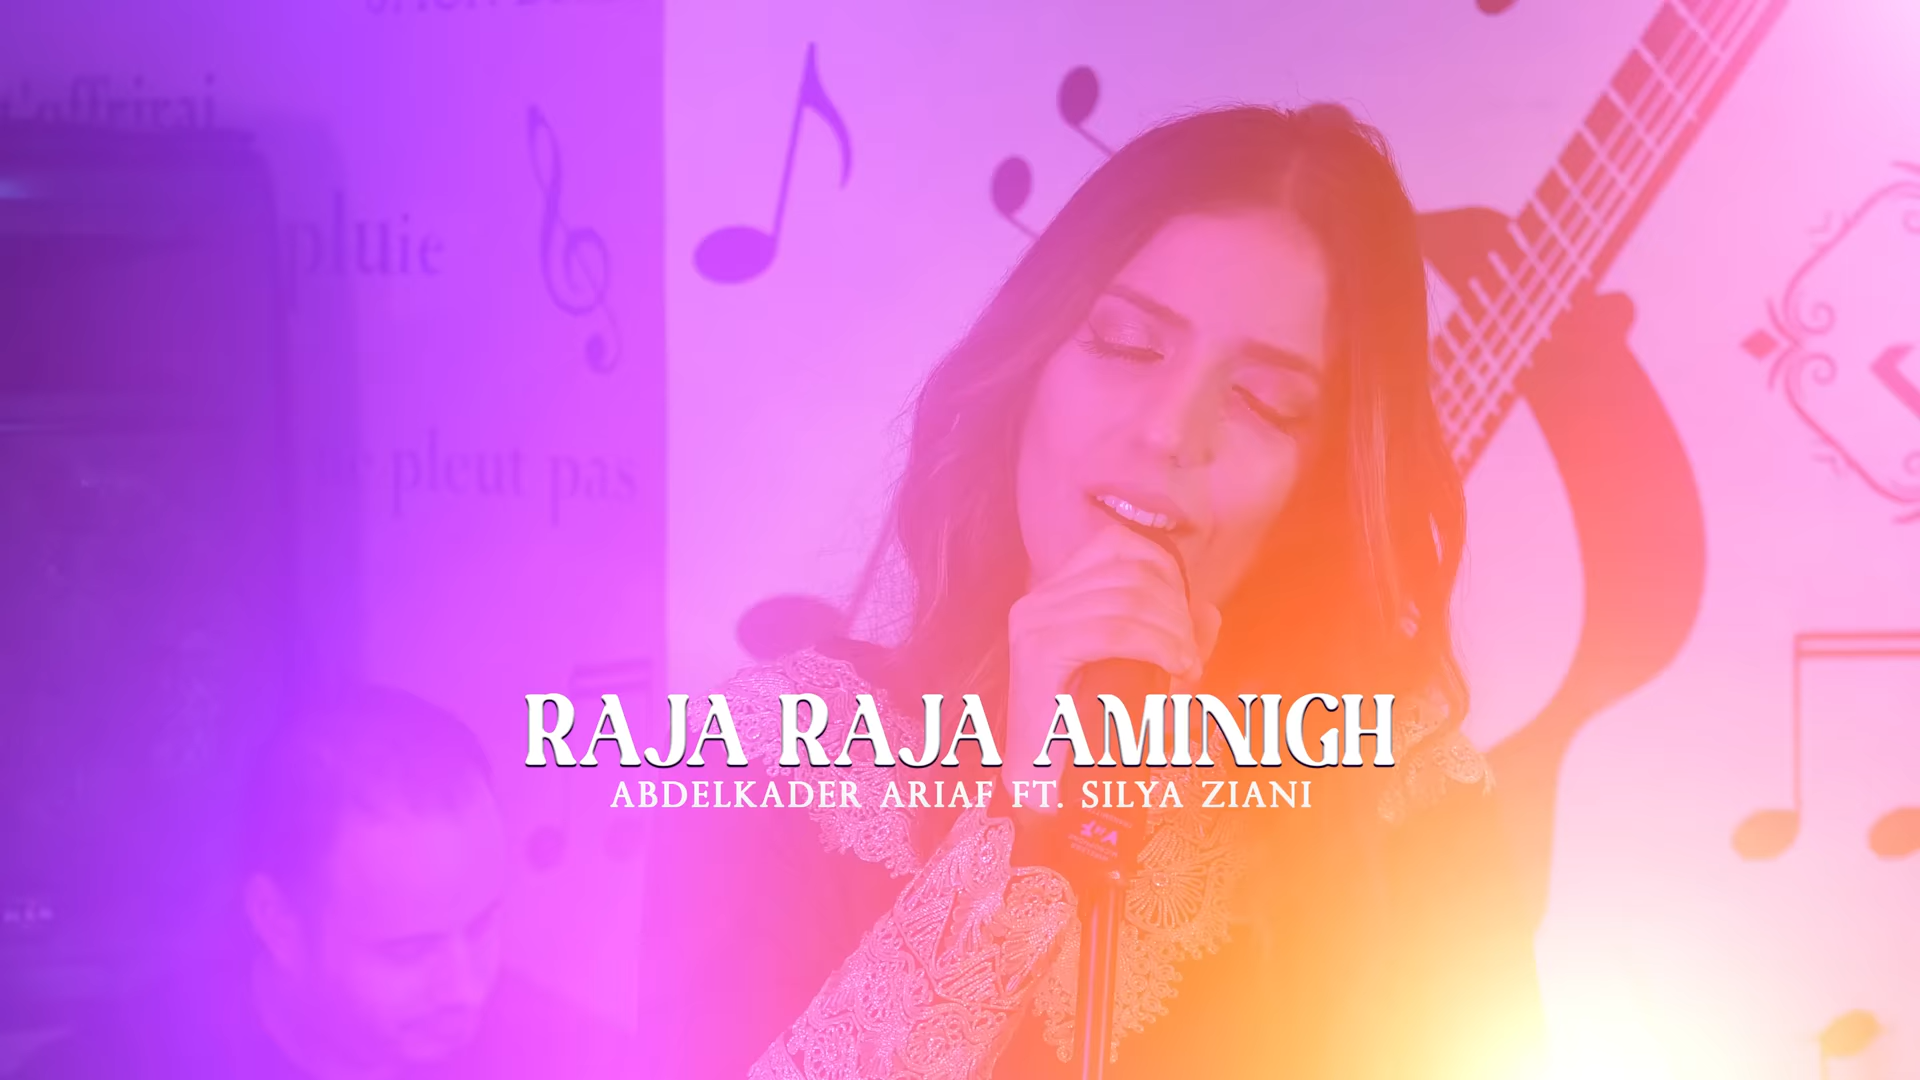 pluie
pleut pas
RAJA RAJA AMINIGH
ABDELKADER ARIAF FT. SILYA ZIANI